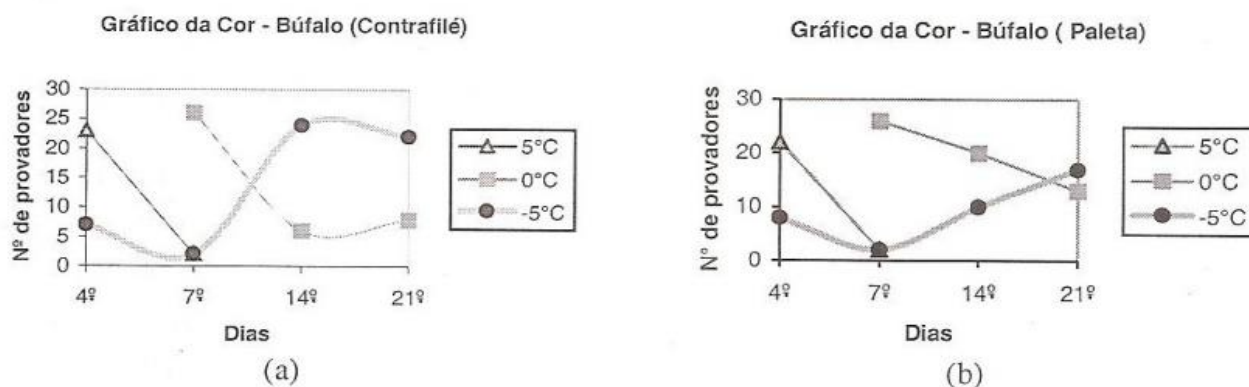 Gráfico da Cor - Búfalo (Contrafilé)
Nº de provadores
30
25
20
15
10
5
0
4º
7º
14º
21º
Dias
5°C
0°C
-5°C
(a)
Gráfico da Cor - Búfalo ( Paleta)
N° de provadores
30
20
10
0
4º
7º
14º
21º
Dias
5°C
0°C
-5°C
(b)